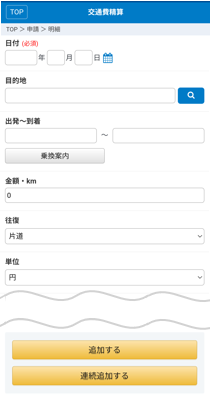 TOP 交通費精算
TOP > 申請 > 明細
日付 (必須)
年 月 日
目的地
出発～到着
～
乗換案内
金額・km
0
往復
片道
単位
円
追加する
連続追加する